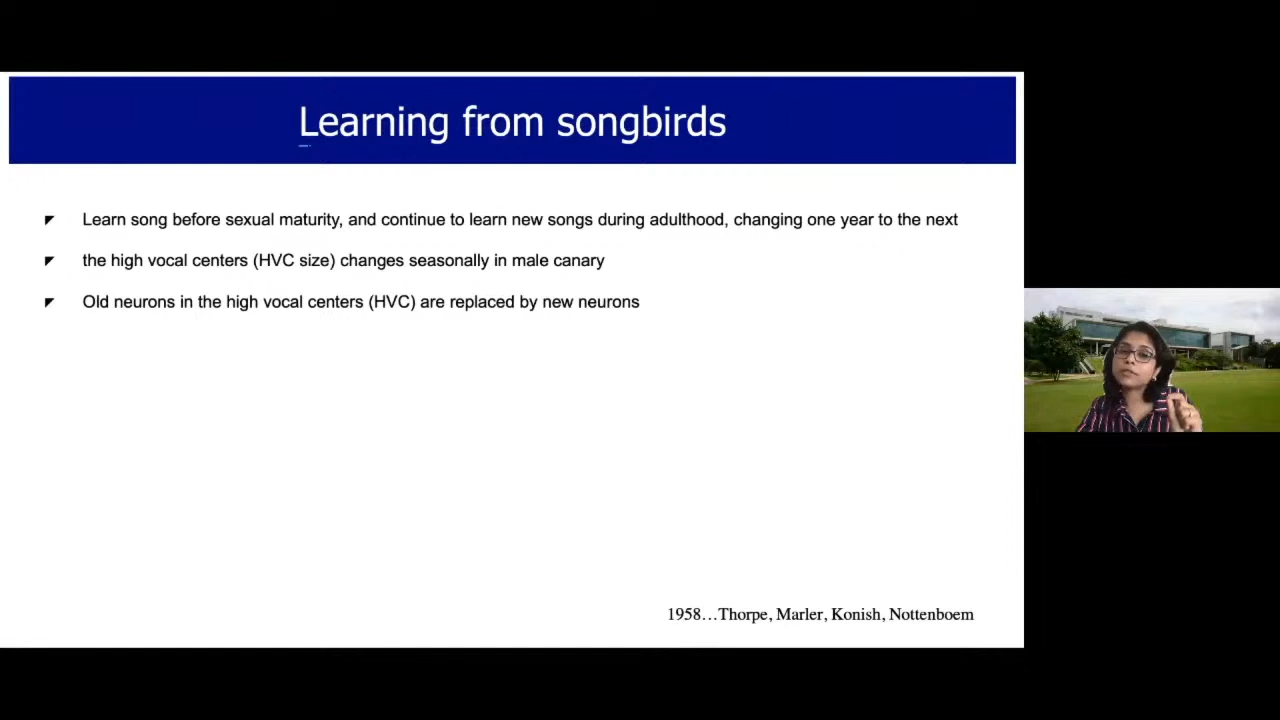 Learning from songbirds
Learn song before sexual maturity, and continue to learn new songs during adulthood, changing one year to the next
the high vocal centers (HVC size) changes seasonally in male canary
Old neurons in the high vocal centers (HVC) are replaced by new neurons
1958…Thorpe, Marler, Konish, Nottenboem